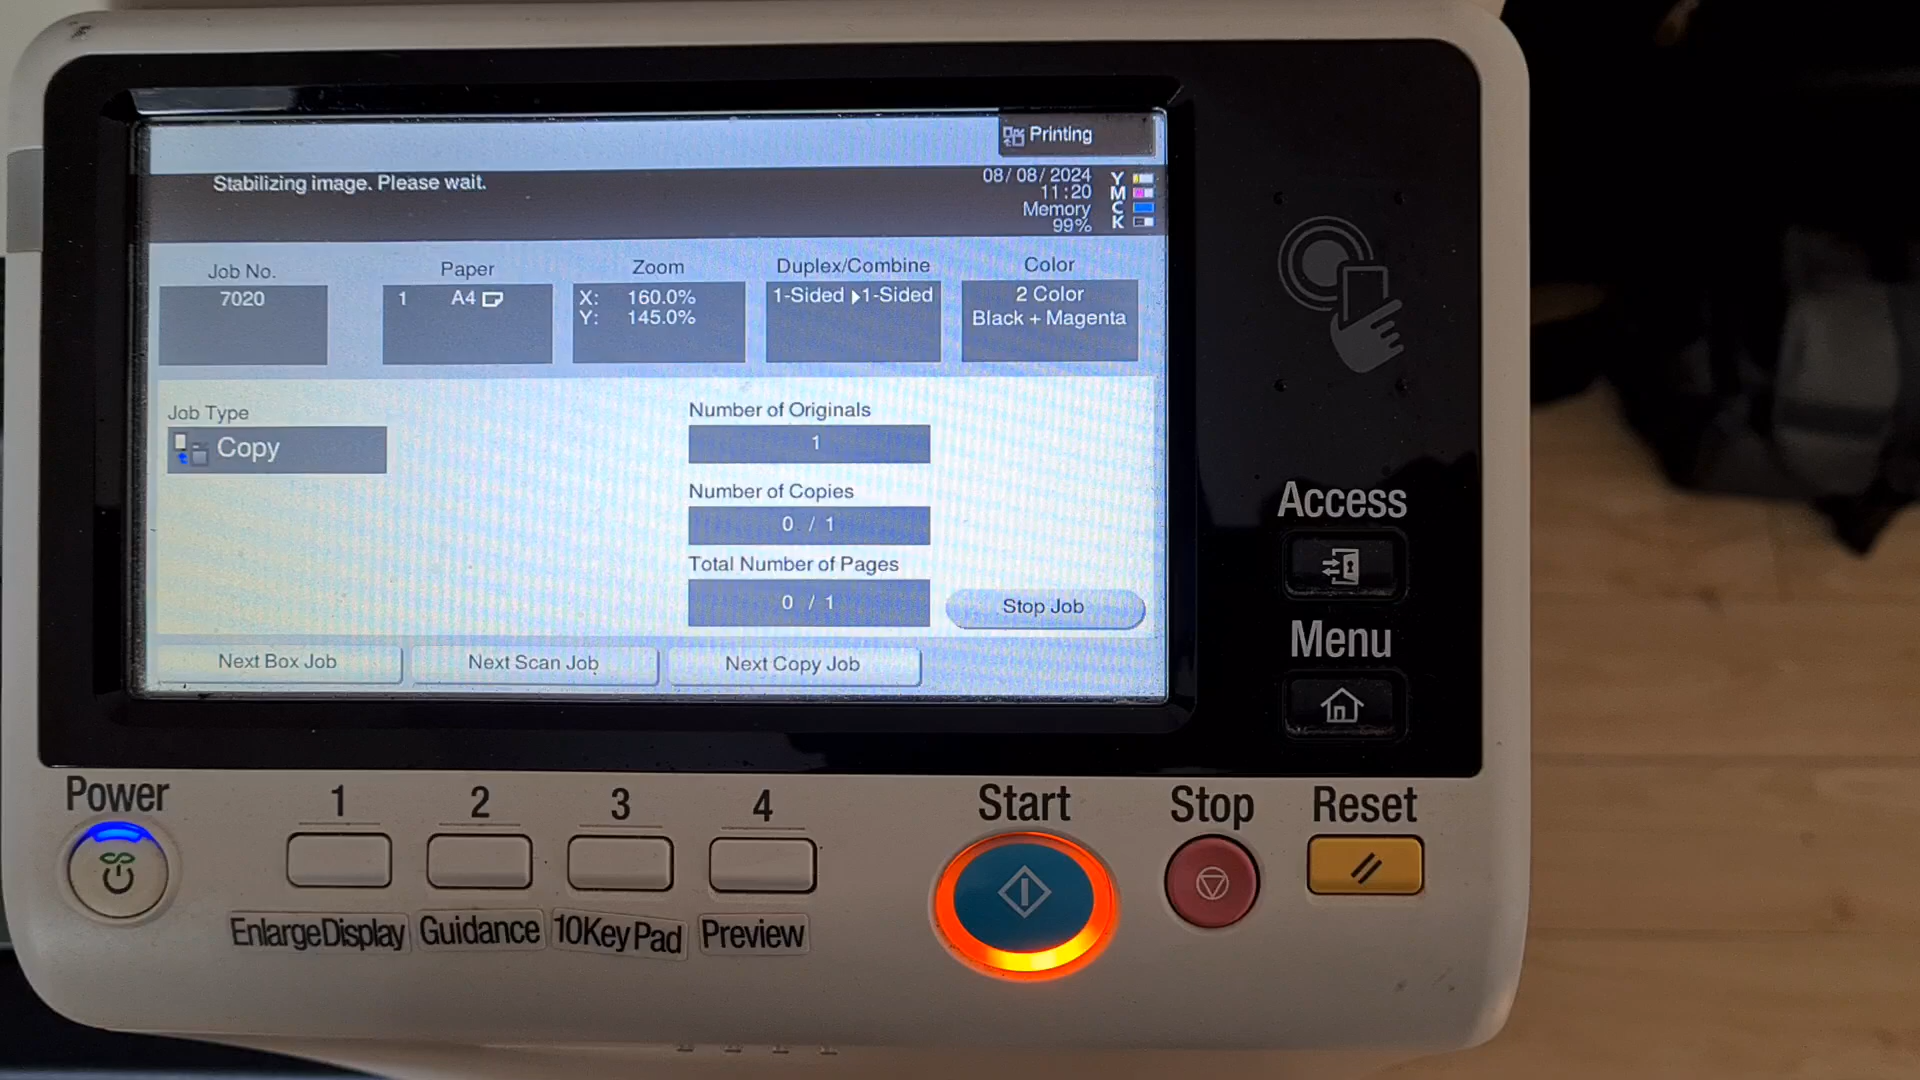 Printing
Stabilizing image. Please wait.
08/08/2024
11:20
Memory
99%
Y
M
C
K
Job No.
7020
Paper
1 A4
Zoom
X: 160.0%
Y: 145.0%
Duplex/Combine
1-Sided ▶1-Sided
Color
2 Color
Black + Magenta
Job Type
Copy
Number of Originals
1
Number of Copies
0 / 1
Total Number of Pages
0 / 1
Stop Job
Next Box Job
Next Scan Job
Next Copy Job
Access
Menu
Power
1
2
3
4
Start
Stop
Reset
EnlargeDisplay
Guidance
10KeyPad
Preview